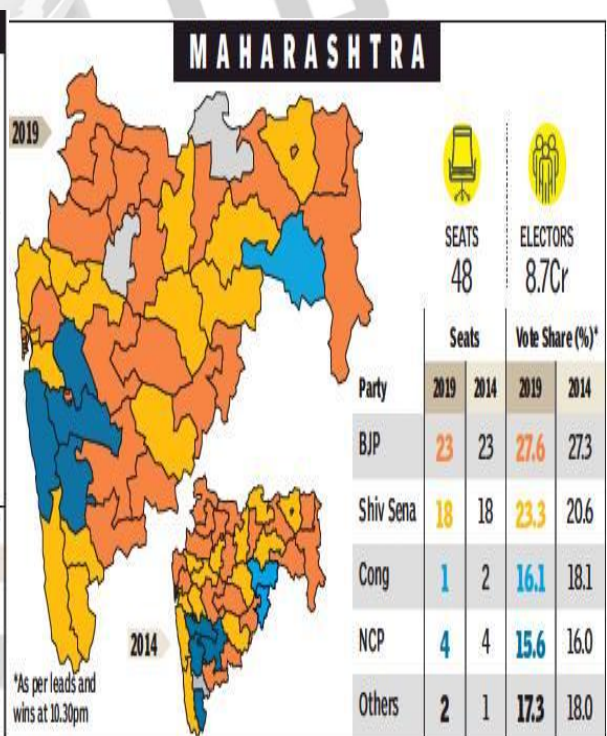 MAHARASHTRA
2019
SEATS ELECTORS
48 8.7Cr
Seats Vote Share (%)*
Party 2019 2014 2019 2014
BJP 23 23 27.6 27.3
Shiv Sena 18 18 23.3 20.6
Cong 1 2 16.1 18.1
NCP 4 4 15.6 16.0
Others 2 1 17.3 18.0
2014
*As per leads and
wins at 10.30pm